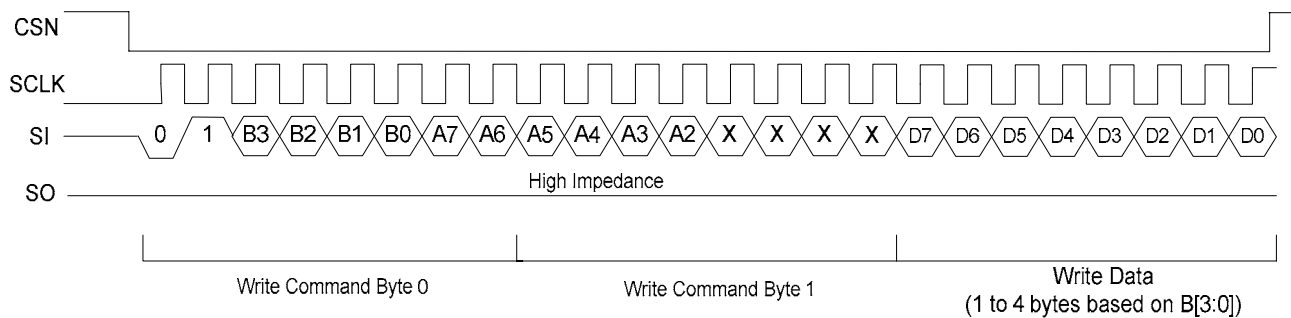 CSN
SCLK
SI 0 1 B3 B2 B1 B0 A7 A6 A5 A4 A3 A2 X X X X D7 D6 D5 D4 D3 D2 D1 D0
High Impedance
SO
Write Command Byte 0 Write Command Byte 1 Write Data
(1 to 4 bytes based on B[3:0])